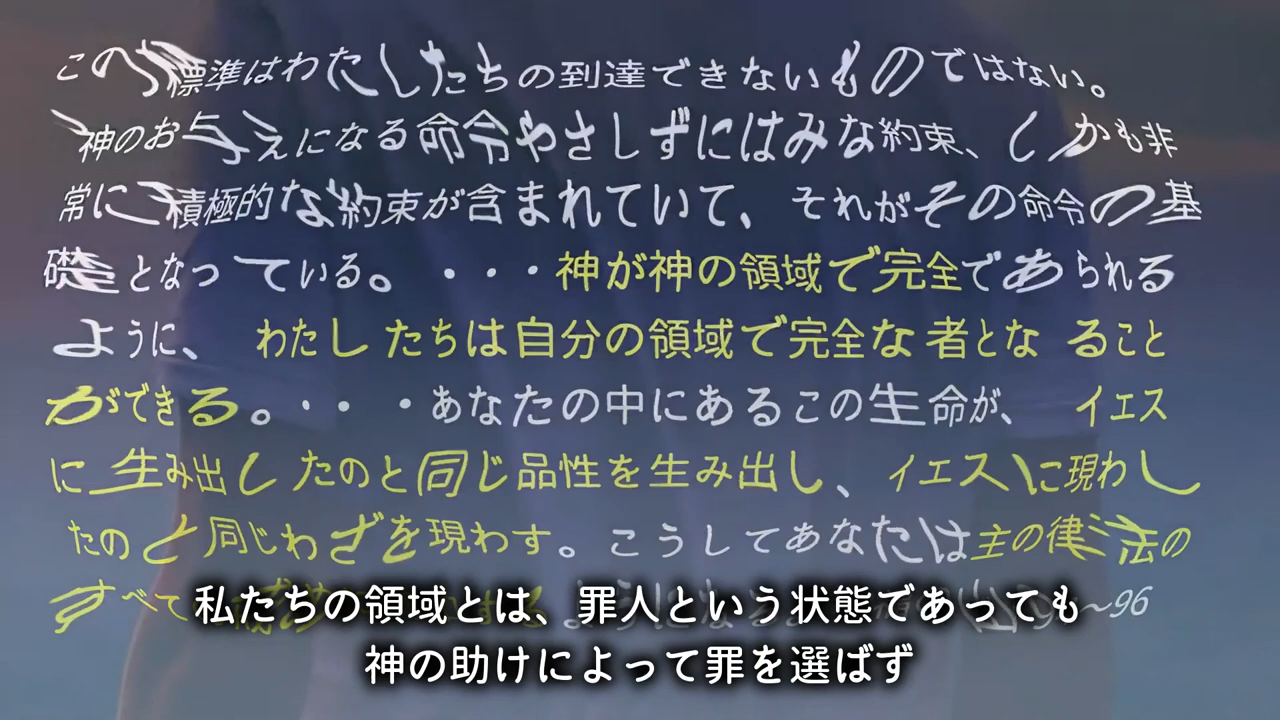 この標準はわたしたちの到達できないものではない。
神のお与えになる命令やさしずにはみな約束、しかも非
常に積極的な約束が含まれていて、それがその命令の基
礎となっている。・・・神が神の領域で完全であられる
ように、わたしたちは自分の領域で完全な者となること
ができる。・・・あなたの中にあるこの生命が、イエス
に生み出したのと同じ品性を生み出し、イエスに現わし
たのと同じわざを現わす。こうしてあなたは主の律法の
すべて ～96
私たちの領域とは、罪人という状態であっても
神の助けによって罪を選ばず